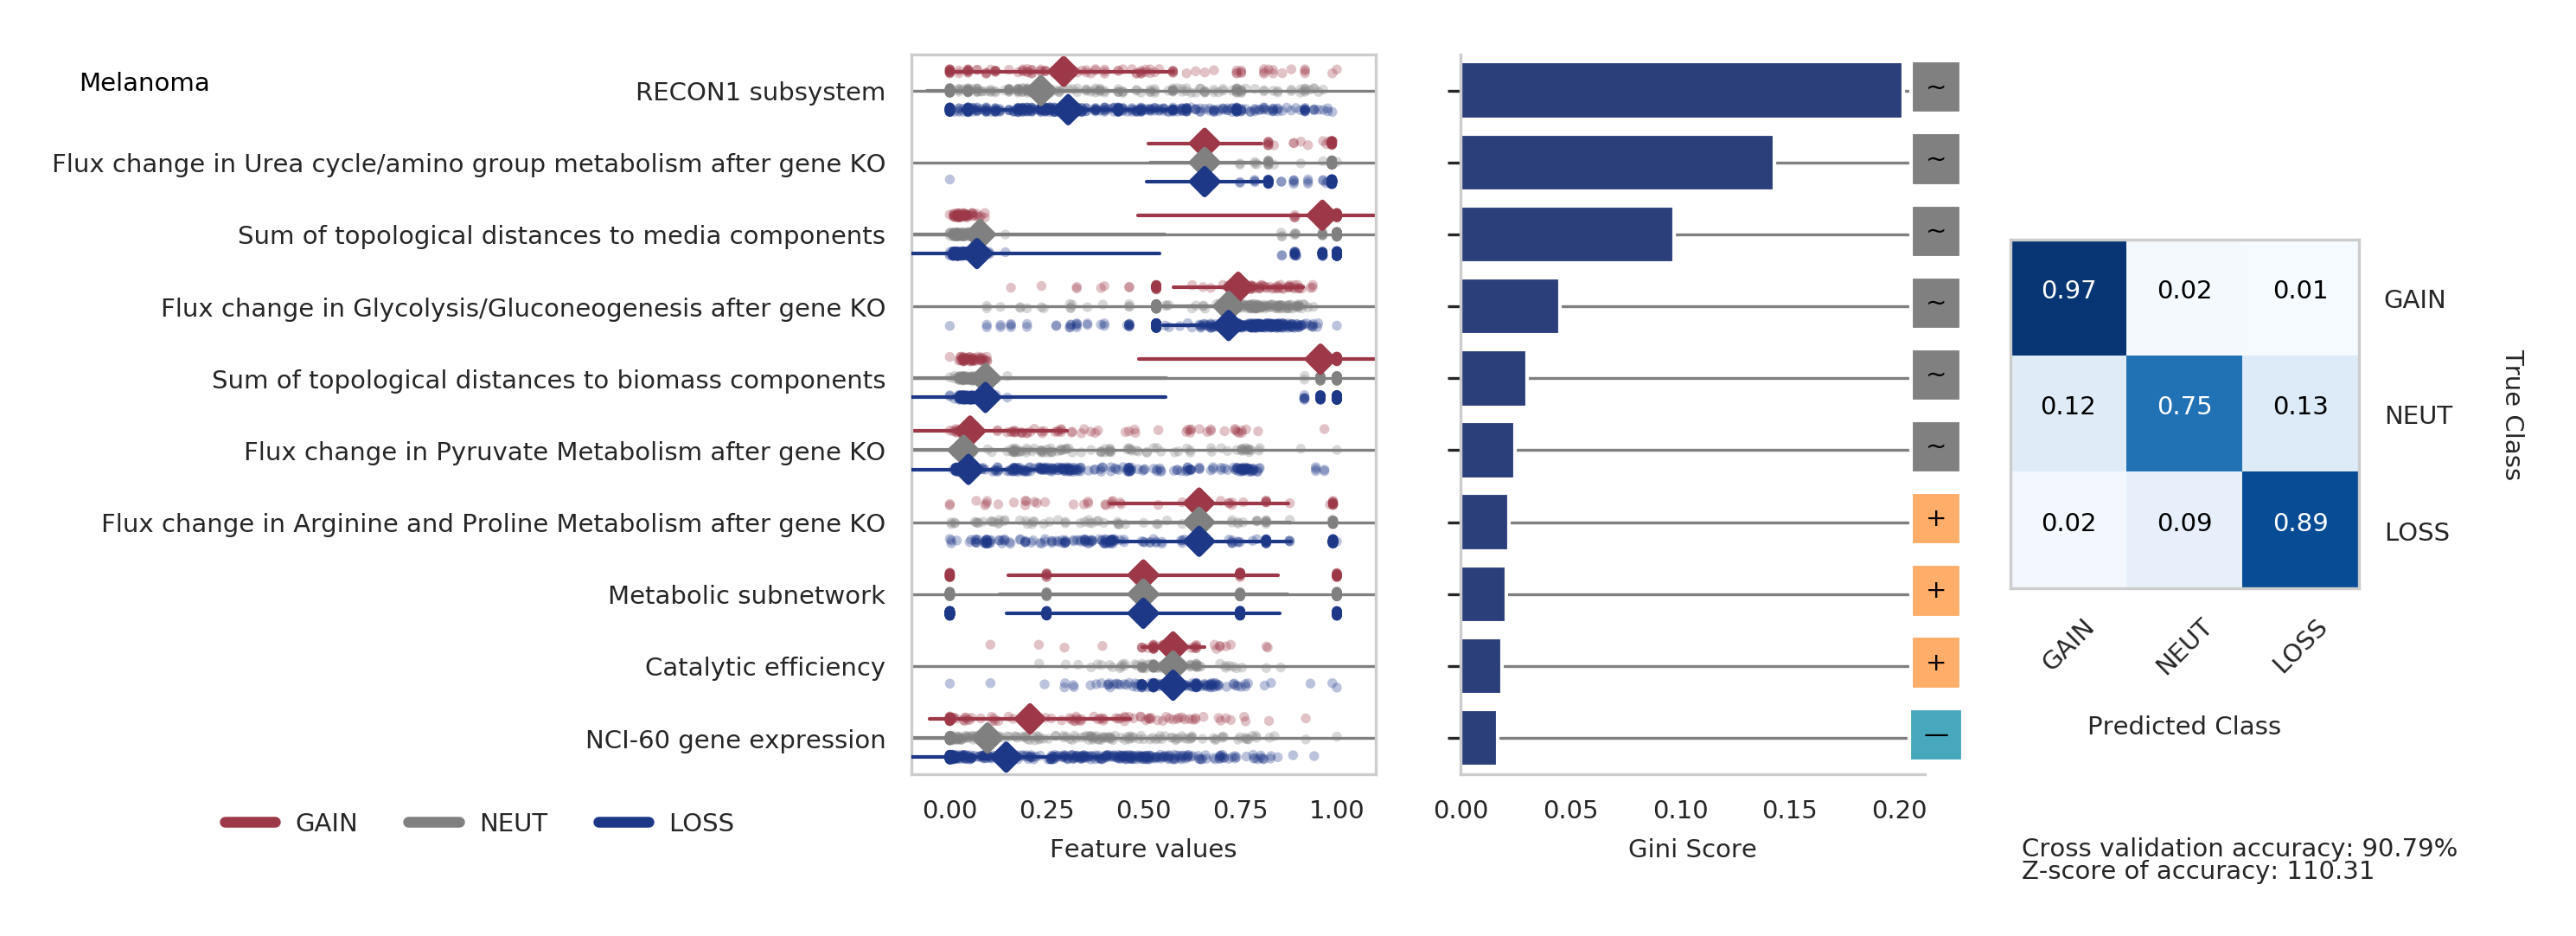 Melanoma
RECON1 subsystem
Flux change in Urea cycle/amino group metabolism after gene KO
Sum of topological distances to media components
Flux change in Glycolysis/Gluconeogenesis after gene KO
Sum of topological distances to biomass components
Flux change in Pyruvate Metabolism after gene KO
Flux change in Arginine and Proline Metabolism after gene KO
Metabolic subnetwork
Catalytic efficiency
NCI-60 gene expression
GAIN NEUT LOSS
0.00 0.25 0.50 0.75 1.00
Feature values
~
~
~
~
~
~
+
+
+
—
0.00 0.05 0.10 0.15 0.20
Gini Score
0.97 0.02 0.01 GAIN
0.12 0.75 0.13 NEUT
0.02 0.09 0.89 LOSS
True Class
GAIN NEUT LOSS
Predicted Class
Cross validation accuracy: 90.79%
Z-score of accuracy: 110.31